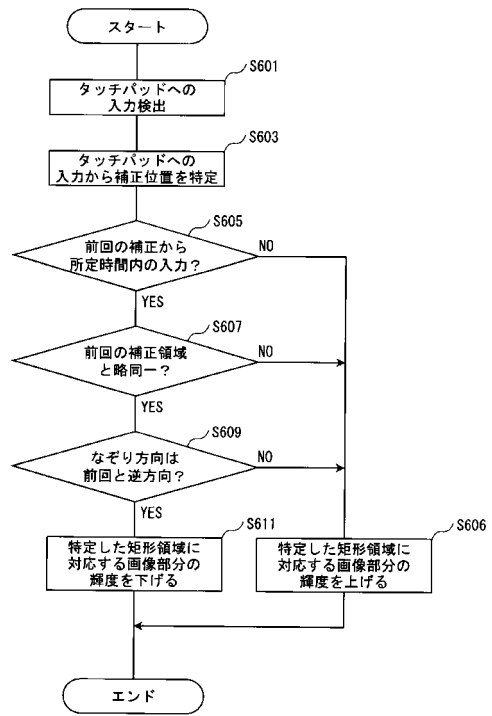 スタート
S601
タッチパッドへの
入力検出
S603
タッチパッドへの
入力から補正位置を特定
S605
前回の補正から
所定時間内の入力？
NO
YES
S607
前回の補正領域
と略同一？
NO
YES
S609
なぞり方向は
前回と逆方向？
NO
YES
S611
特定した矩形領域に
対応する画像部分の
輝度を下げる
S606
特定した矩形領域に
対応する画像部分の
輝度を上げる
エンド